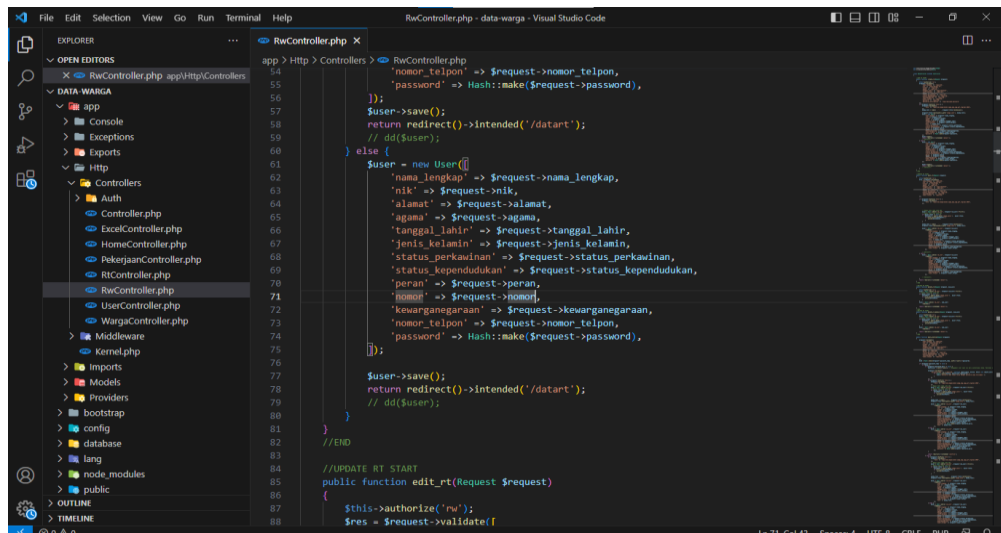 File Edit Selection View Go Run Terminal Help
RwController.php - data-warga - Visual Studio Code
EXPLORER
OPEN EDITORS
RwController.php app\Http\Controllers
DATA-WARGA
app
Console
Exceptions
Exports
Http
Controllers
Auth
Controller.php
ExcelController.php
HomeController.php
PekerjaanController.php
RtController.php
RwController.php
UserController.php
WargaController.php
Middleware
Kernel.php
Imports
Models
Providers
bootstrap
config
database
lang
node_modules
public
OUTLINE
TIMELINE
RwController.php
app > Http > Controllers > RwController.php
54 'nomor_telpon' => $request->nomor_telpon,
55 'password' => Hash::make($request->password),
56 ]);
57 $user->save();
58 return redirect()->intended('/datart');
59 // dd($user);
60 } else {
61 $user = new User([
62 'nama_lengkap' => $request->nama_lengkap,
63 'nik' => $request->nik,
64 'alamat' => $request->alamat,
65 'agama' => $request->agama,
66 'tanggal_lahir' => $request->tanggal_lahir,
67 'jenis_kelamin' => $request->jenis_kelamin,
68 'status_perkawinan' => $request->status_perkawinan,
69 'status_kependudukan' => $request->status_kependudukan,
70 'peran' => $request->peran,
71 'nomor' => $request->nomor,
72 'kewarganegaraan' => $request->kewarganegaraan,
73 'nomor_telpon' => $request->nomor_telpon,
74 'password' => Hash::make($request->password),
75 ]);
76
77 $user->save();
78 return redirect()->intended('/datart');
79 // dd($user);
80 }
81 }
82 //END
83
84 //UPDATE RT START
85 public function edit_rt(Request $request)
86 {
87 $this->authorize('rw');
88 $res = $request->validate([